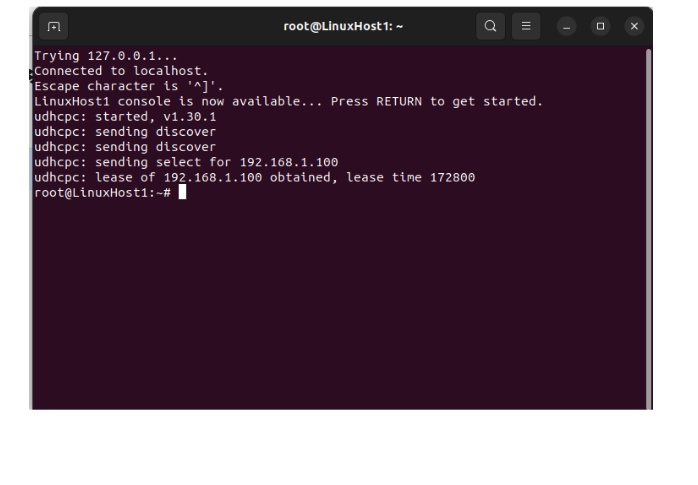 root@LinuxHost1: ~
Trying 127.0.0.1...
Connected to localhost.
Escape character is '^]'.
LinuxHost1 console is now available... Press RETURN to get started.
udhcpc: started, v1.30.1
udhcpc: sending discover
udhcpc: sending discover
udhcpc: sending select for 192.168.1.100
udhcpc: lease of 192.168.1.100 obtained, lease time 172800
root@LinuxHost1:~#